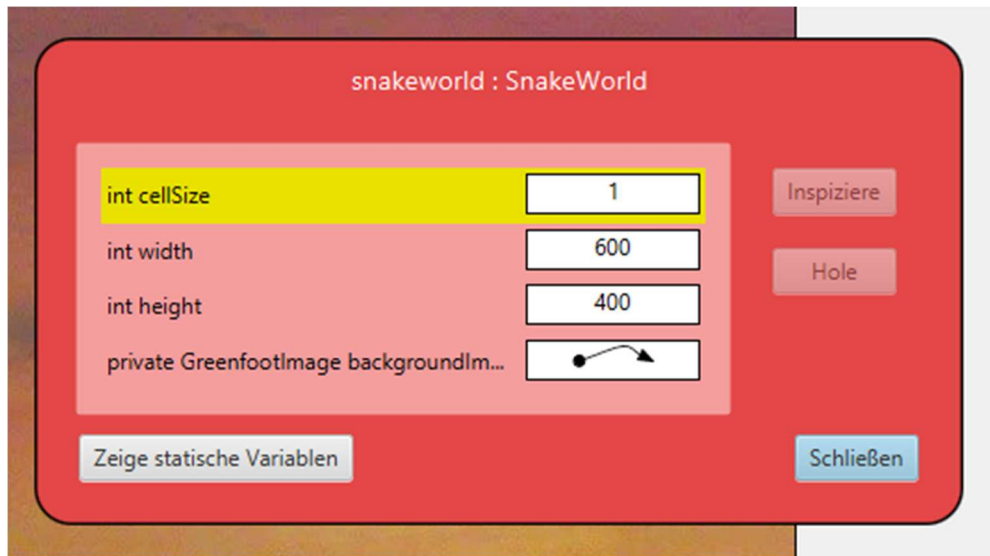 snakeworld : SnakeWorld
int cellSize 1
Inspiziere
int width 600
Hole
int height 400
private GreenfootImage backgroundIm...
Zeige statische Variablen
Schließen